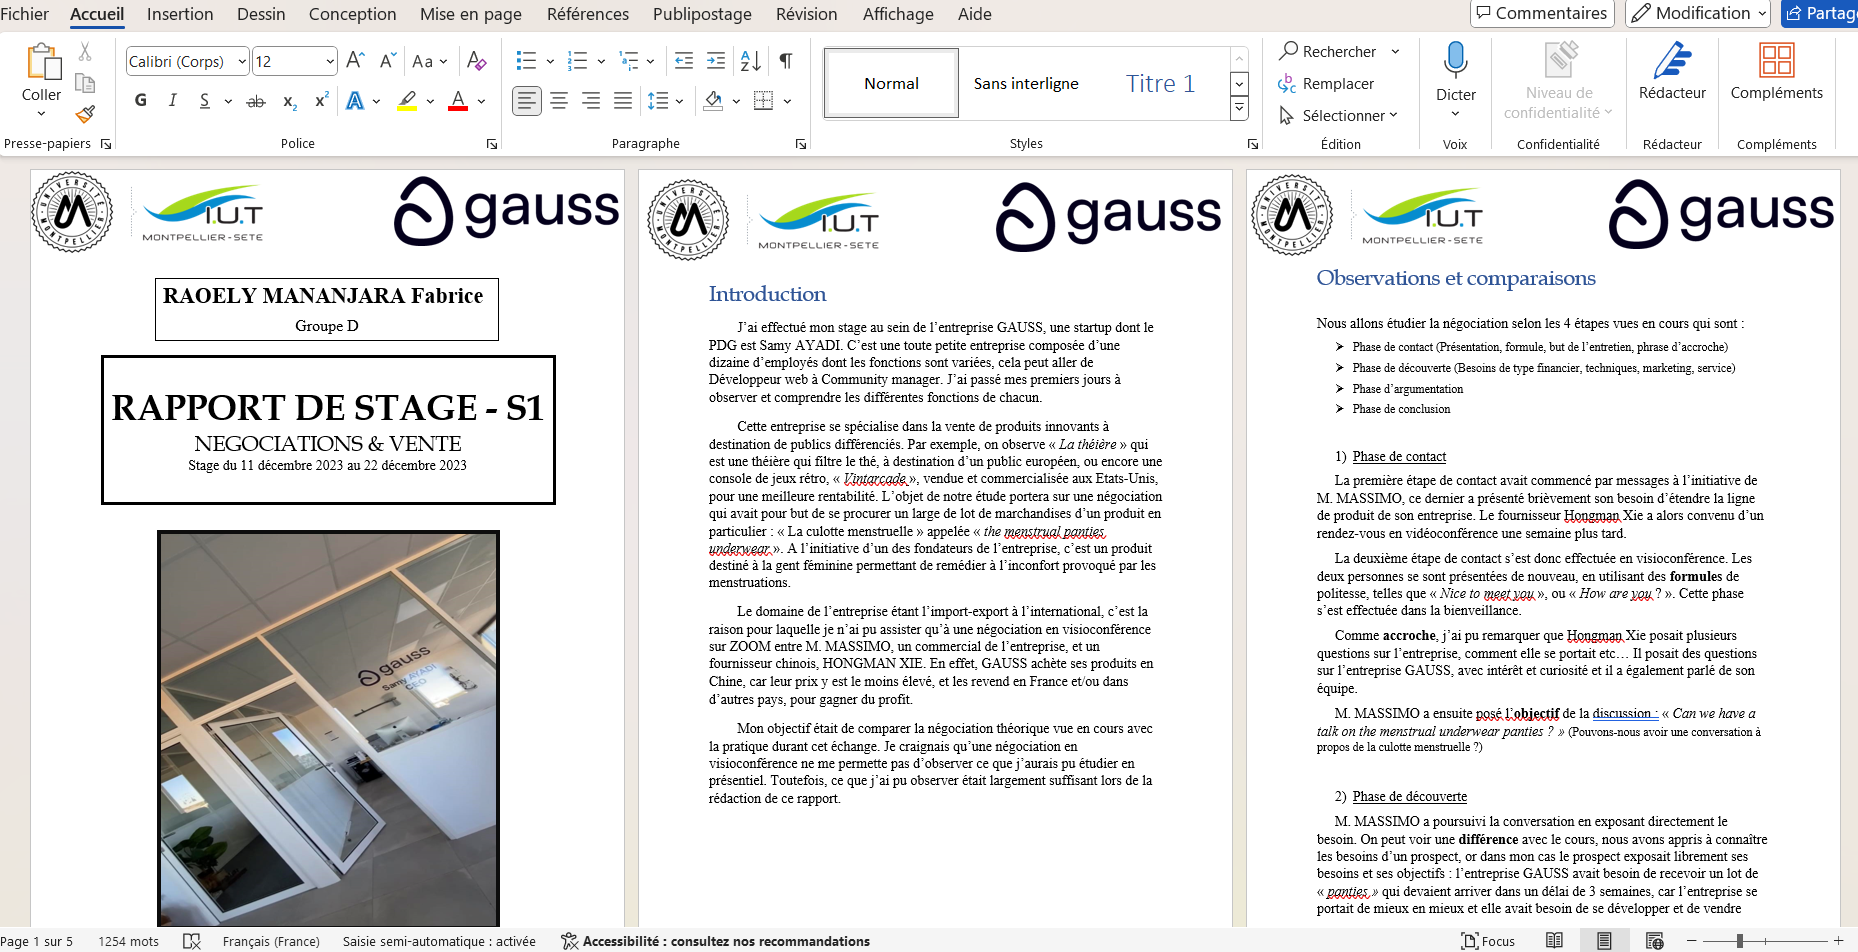 Fichier Accueil Insertion Dessin Conception Mise en page Références Publipostage Révision Affichage Aide Commentaires Modification Partag
Coller
Presse-papiers
Calibri (Corps) 12
Aa
G I S ab x₂ x² A A
Police
Paragraphe
Normal Sans interligne Titre 1
Styles
Rechercher
Remplacer
Sélectionner
Édition
Dicter
Voix
Niveau de
confidentialité
Confidentialité
Rédacteur
Rédacteur
Compléments
Compléments
UNIVERSITÉ MONTPELLIER
I.U.T
MONTPELLIER-SETE
gauss
RAOELY MANANJARA Fabrice
Groupe D
RAPPORT DE STAGE - S1
NEGOCIATIONS & VENTE
Stage du 11 décembre 2023 au 22 décembre 2023
gauss
Samy AYADI
CEO
UNIVERSITÉ MONTPELLIER
I.U.T
MONTPELLIER-SETE
gauss
Introduction
J’ai effectué mon stage au sein de l’entreprise GAUSS, une startup dont le
PDG est Samy AYADI. C’est une toute petite entreprise composée d’une
dizaine d’employés dont les fonctions sont variées, cela peut aller de
Développeur web à Community manager. J’ai passé mes premiers jours à
observer et comprendre les différentes fonctions de chacun.
Cette entreprise se spécialise dans la vente de produits innovants à
destination de publics différenciés. Par exemple, on observe « La théière » qui
est une théière qui filtre le thé, à destination d’un public européen, ou encore une
console de jeux rétro, « Vintarcade », vendue et commercialisée aux Etats-Unis,
pour une meilleure rentabilité. L’objet de notre étude portera sur une négociation
qui avait pour but de se procurer un large de lot de marchandises d’un produit en
particulier : « La culotte menstruelle » appelée « the menstrual panties
underwear ». A l’initiative d’un des fondateurs de l’entreprise, c’est un produit
destiné à la gent féminine permettant de remédier à l’inconfort provoqué par les
menstruations.
Le domaine de l’entreprise étant l’import-export à l’international, c’est la
raison pour laquelle je n’ai pu assister qu’à une négociation en visioconférence
sur ZOOM entre M. MASSIMO, un commercial de l’entreprise, et un
fournisseur chinois, HONGMAN XIE. En effet, GAUSS achète ses produits en
Chine, car leur prix y est le moins élevé, et les revend en France et/ou dans
d’autres pays, pour gagner du profit.
Mon objectif était de comparer la négociation théorique vue en cours avec
la pratique durant cet échange. Je craignais qu’une négociation en
visioconférence ne me permette pas d’observer ce que j’aurais pu étudier en
présentiel. Toutefois, ce que j’ai pu observer était largement suffisant lors de la
rédaction de ce rapport.
UNIVERSITÉ MONTPELLIER
I.U.T
MONTPELLIER-SETE
gauss
Observations et comparaisons
Nous allons étudier la négociation selon les 4 étapes vues en cours qui sont :
Phase de contact (Présentation, formule, but de l’entretien, phrase d’accroche)
Phase de découverte (Besoins de type financier, techniques, marketing, service)
Phase d’argumentation
Phase de conclusion
1) Phase de contact
La première étape de contact avait commencé par messages à l’initiative de
M. MASSIMO, ce dernier a présenté brièvement son besoin d’étendre la ligne
de produit de son entreprise. Le fournisseur Hongman Xie a alors convenu d’un
rendez-vous en vidéoconférence une semaine plus tard.
La deuxième étape de contact s’est donc effectuée en visioconférence. Les
deux personnes se sont présentées de nouveau, en utilisant des formules de
politesse, telles que « Nice to meet you », ou « How are you ? ». Cette phase
s’est effectuée dans la bienveillance.
Comme accroche, j’ai pu remarquer que Hongman Xie posait plusieurs
questions sur l’entreprise, comment elle se portait etc… Il posait des questions
sur l’entreprise GAUSS, avec intérêt et curiosité et il a également parlé de son
équipe.
M. MASSIMO a ensuite posé l’objectif de la discussion : « Can we have a
talk on the menstrual underwear panties ? » (Pouvons-nous avoir une conversation à
propos de la culotte menstruelle ?)
2) Phase de découverte
M. MASSIMO a poursuivi la conversation en exposant directement le
besoin. On peut voir une différence avec le cours, nous avons appris à connaître
les besoins d’un prospect, or dans mon cas le prospect exposait librement ses
besoins et ses objectifs : l’entreprise GAUSS avait besoin de recevoir un lot de
« panties » qui devaient arriver dans un délai de 3 semaines, car l’entreprise se
portait de mieux en mieux et elle avait besoin de se développer et de vendre
Page 1 sur 5 1254 mots Français (France) Saisie semi-automatique : activée Accessibilité : consultez nos recommandations Focus